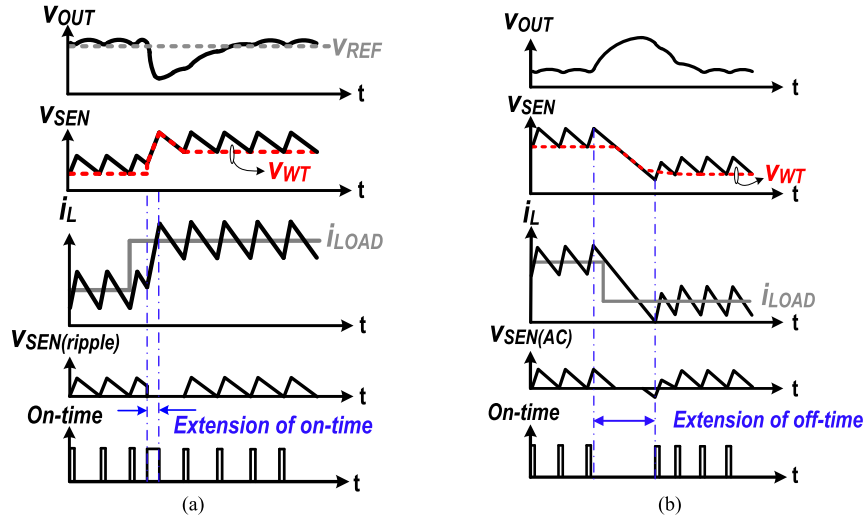 vOUT
vREF
t
vSEN
vWT
t
iL
iLOAD
t
vSEN(ripple)
t
On-time
Extension of on-time
t
(a)
vOUT
t
vSEN
vWT
t
iL
iLOAD
t
vSEN(AC)
t
On-time
Extension of off-time
t
(b)